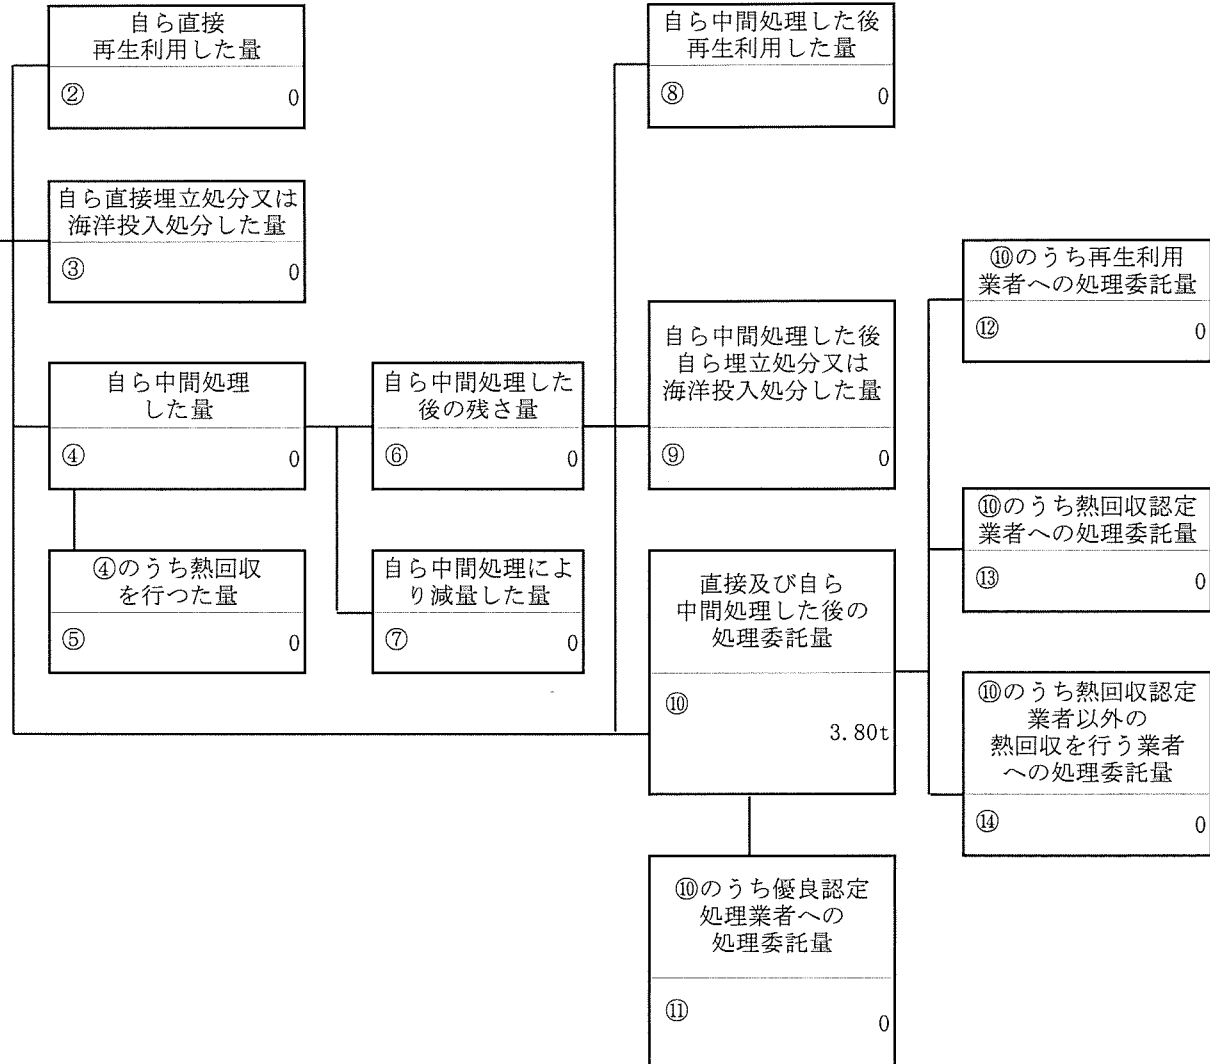 自ら直接
再生利用した量
② 0
自ら直接埋立処分又は
海洋投入処分した量
③ 0
自ら中間処理
した量
④ 0
④のうち熱回収
を行つた量
⑤ 0
自ら中間処理した
後の残さ量
⑥ 0
自ら中間処理によ
り減量した量
⑦ 0
自ら中間処理した後
再生利用した量
⑧ 0
自ら中間処理した後
自ら埋立処分又は
海洋投入処分した量
⑨ 0
直接及び自ら
中間処理した後の
処理委託量
⑩
3.80t
⑩のうち優良認定
処理業者への
処理委託量
⑪ 0
⑩のうち再生利用
業者への処理委託量
⑫ 0
⑩のうち熱回収認定
業者への処理委託量
⑬ 0
⑩のうち熱回収認定
業者以外の
熱回収を行う業者
への処理委託量
⑭ 0